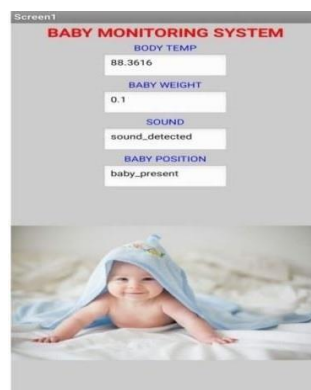 Screen1
BABY MONITORING SYSTEM
BODY TEMP
88.3616
BABY WEIGHT
0.1
SOUND
sound_detected
BABY POSITION
baby_present